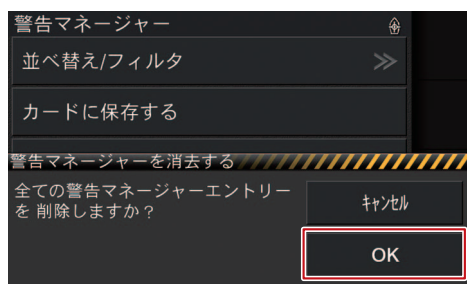 警告マネージャー
並べ替え/フィルタ
カードに保存する
警告マネージャーを消去する
全ての警告マネージャーエントリー
を 削除しますか？
ｷｬﾝｾﾙ
OK